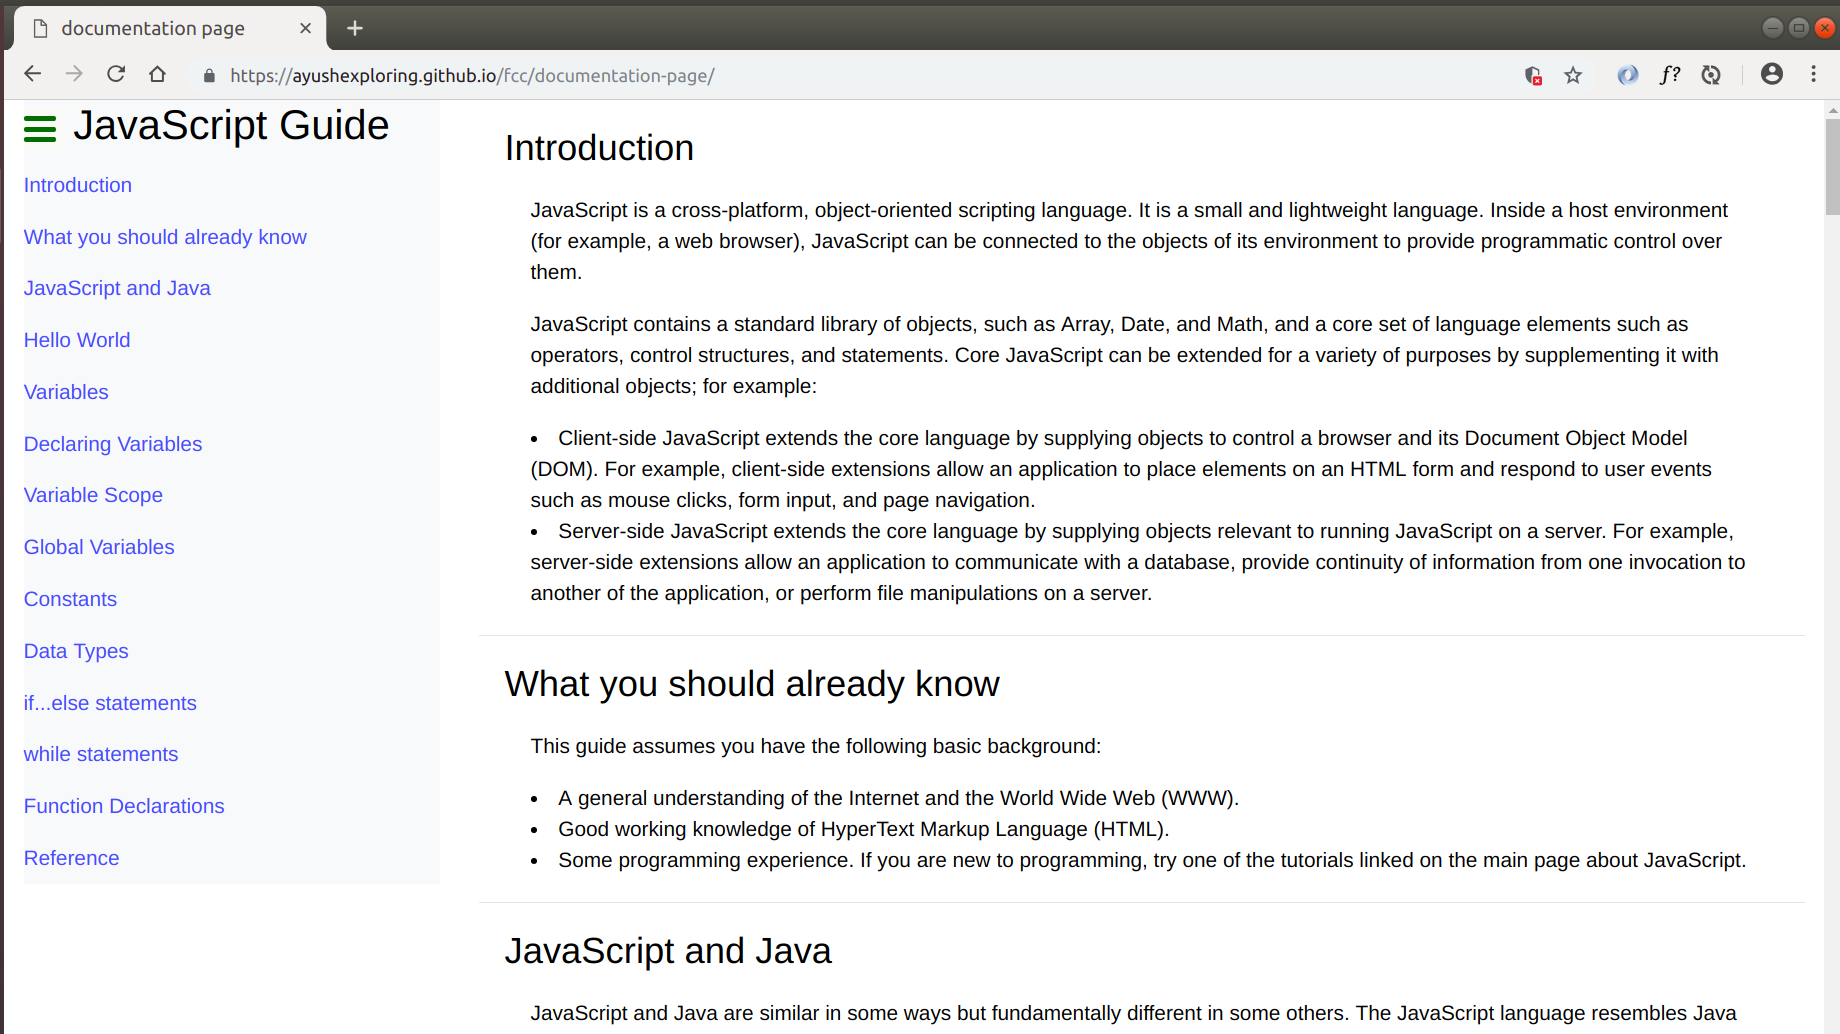 documentation page
https://ayushexploring.github.io/fcc/documentation-page/
f?
JavaScript Guide
Introduction
What you should already know
JavaScript and Java
Hello World
Variables
Declaring Variables
Variable Scope
Global Variables
Constants
Data Types
if...else statements
while statements
Function Declarations
Reference
Introduction
JavaScript is a cross-platform, object-oriented scripting language. It is a small and lightweight language. Inside a host environment
(for example, a web browser), JavaScript can be connected to the objects of its environment to provide programmatic control over
them.
JavaScript contains a standard library of objects, such as Array, Date, and Math, and a core set of language elements such as
operators, control structures, and statements. Core JavaScript can be extended for a variety of purposes by supplementing it with
additional objects; for example:
• Client-side JavaScript extends the core language by supplying objects to control a browser and its Document Object Model
(DOM). For example, client-side extensions allow an application to place elements on an HTML form and respond to user events
such as mouse clicks, form input, and page navigation.
• Server-side JavaScript extends the core language by supplying objects relevant to running JavaScript on a server. For example,
server-side extensions allow an application to communicate with a database, provide continuity of information from one invocation to
another of the application, or perform file manipulations on a server.
What you should already know
This guide assumes you have the following basic background:
• A general understanding of the Internet and the World Wide Web (WWW).
• Good working knowledge of HyperText Markup Language (HTML).
• Some programming experience. If you are new to programming, try one of the tutorials linked on the main page about JavaScript.
JavaScript and Java
JavaScript and Java are similar in some ways but fundamentally different in some others. The JavaScript language resembles Java